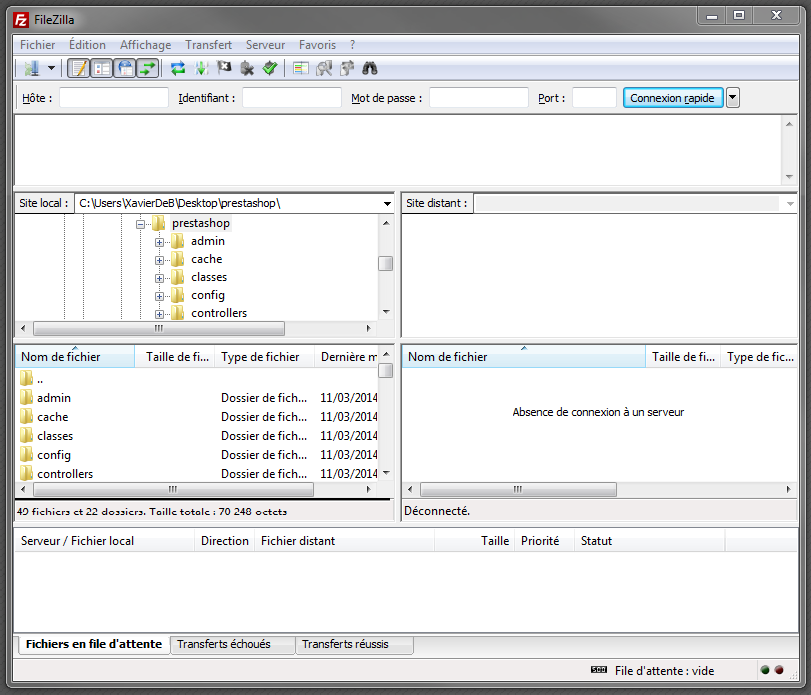 FileZilla
Fichier Édition Affichage Transfert Serveur Favoris ?
Hôte : Identifiant : Mot de passe : Port : Connexion rapide
Site local : C:\Users\XavierDeB\Desktop\prestashop\
prestashop
admin
cache
classes
config
controllers
Site distant :
Nom de fichier Taille de fi... Type de fichier Dernière m
..
admin Dossier de fich... 11/03/2014
cache Dossier de fich... 11/03/2014
classes Dossier de fich... 11/03/2014
config Dossier de fich... 11/03/2014
controllers Dossier de fich... 11/03/2014
49 fichiers et 22 dossiers. Taille totale : 70 248 octets
Nom de fichier Taille de fi... Type de fic...
Absence de connexion à un serveur
Déconnecté.
Serveur / Fichier local Direction Fichier distant Taille Priorité Statut
Fichiers en file d'attente Transferts échoués Transferts réussis
File d'attente : vide